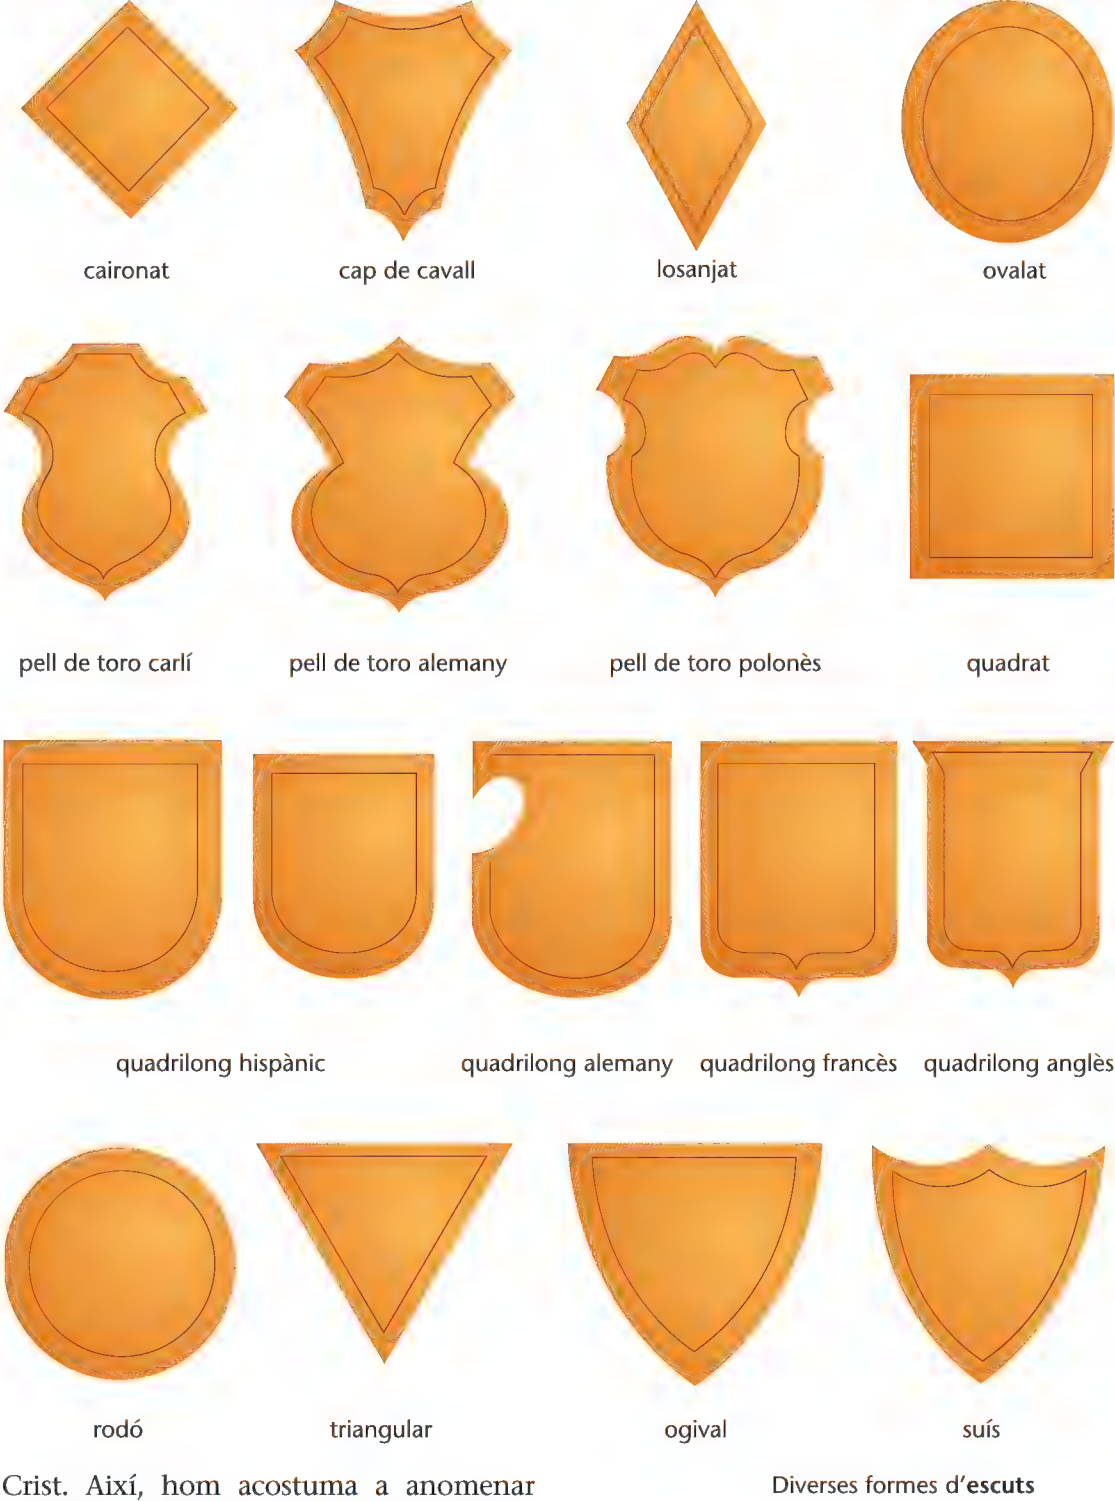 caironat
cap de cavall
losanjat
ovalat
pell de toro carlí
pell de toro alemany
pell de toro polonès
quadrat
quadrilong hispànic
quadrilong alemany
quadrilong francès
quadrilong anglès
rodó
triangular
ogival
suís
Crist. Així, hom acostuma a anomenar
Diverses formes d'escuts